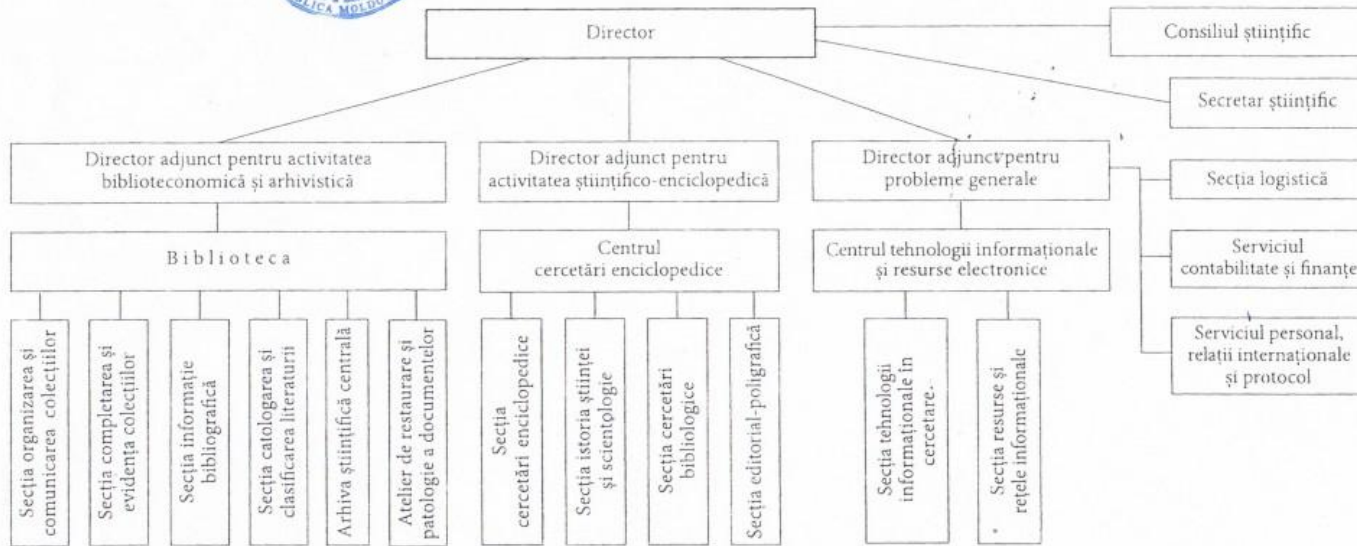 BLICA MOLDO
Director
Consiliul științific
Secretar științific
Director adjunct pentru activitatea
biblioteconomică și arhivistică
Director adjunct pentru
activitatea științifico-enciclopedică
Director adjunct pentru
probleme generale
Secția logistică
Biblioteca
Centrul
cercetări enciclopedice
Centrul tehnologii informaționale
și resurse electronice
Serviciul
contabilitate și finanțe
Serviciul personal,
relații internaționale
și protocol
Secția organizarea și
comunicarea colecțiilor
Secția completarea și
evidența colecțiilor
Secția informație
bibliografică
Secția catologarea și
clasificarea literaturii
Arhiva științifică centrală
Atelier de restaurare și
patologie a documentelor
Secția
cercetări enciclopedice
Secția istoria științei
și scientologie
Secția cercetări
bibliologice
Secția editorial-poligrafică
Secția tehnologii
informaționale în
cercetare.
Secția resurse și
rețele informaționale